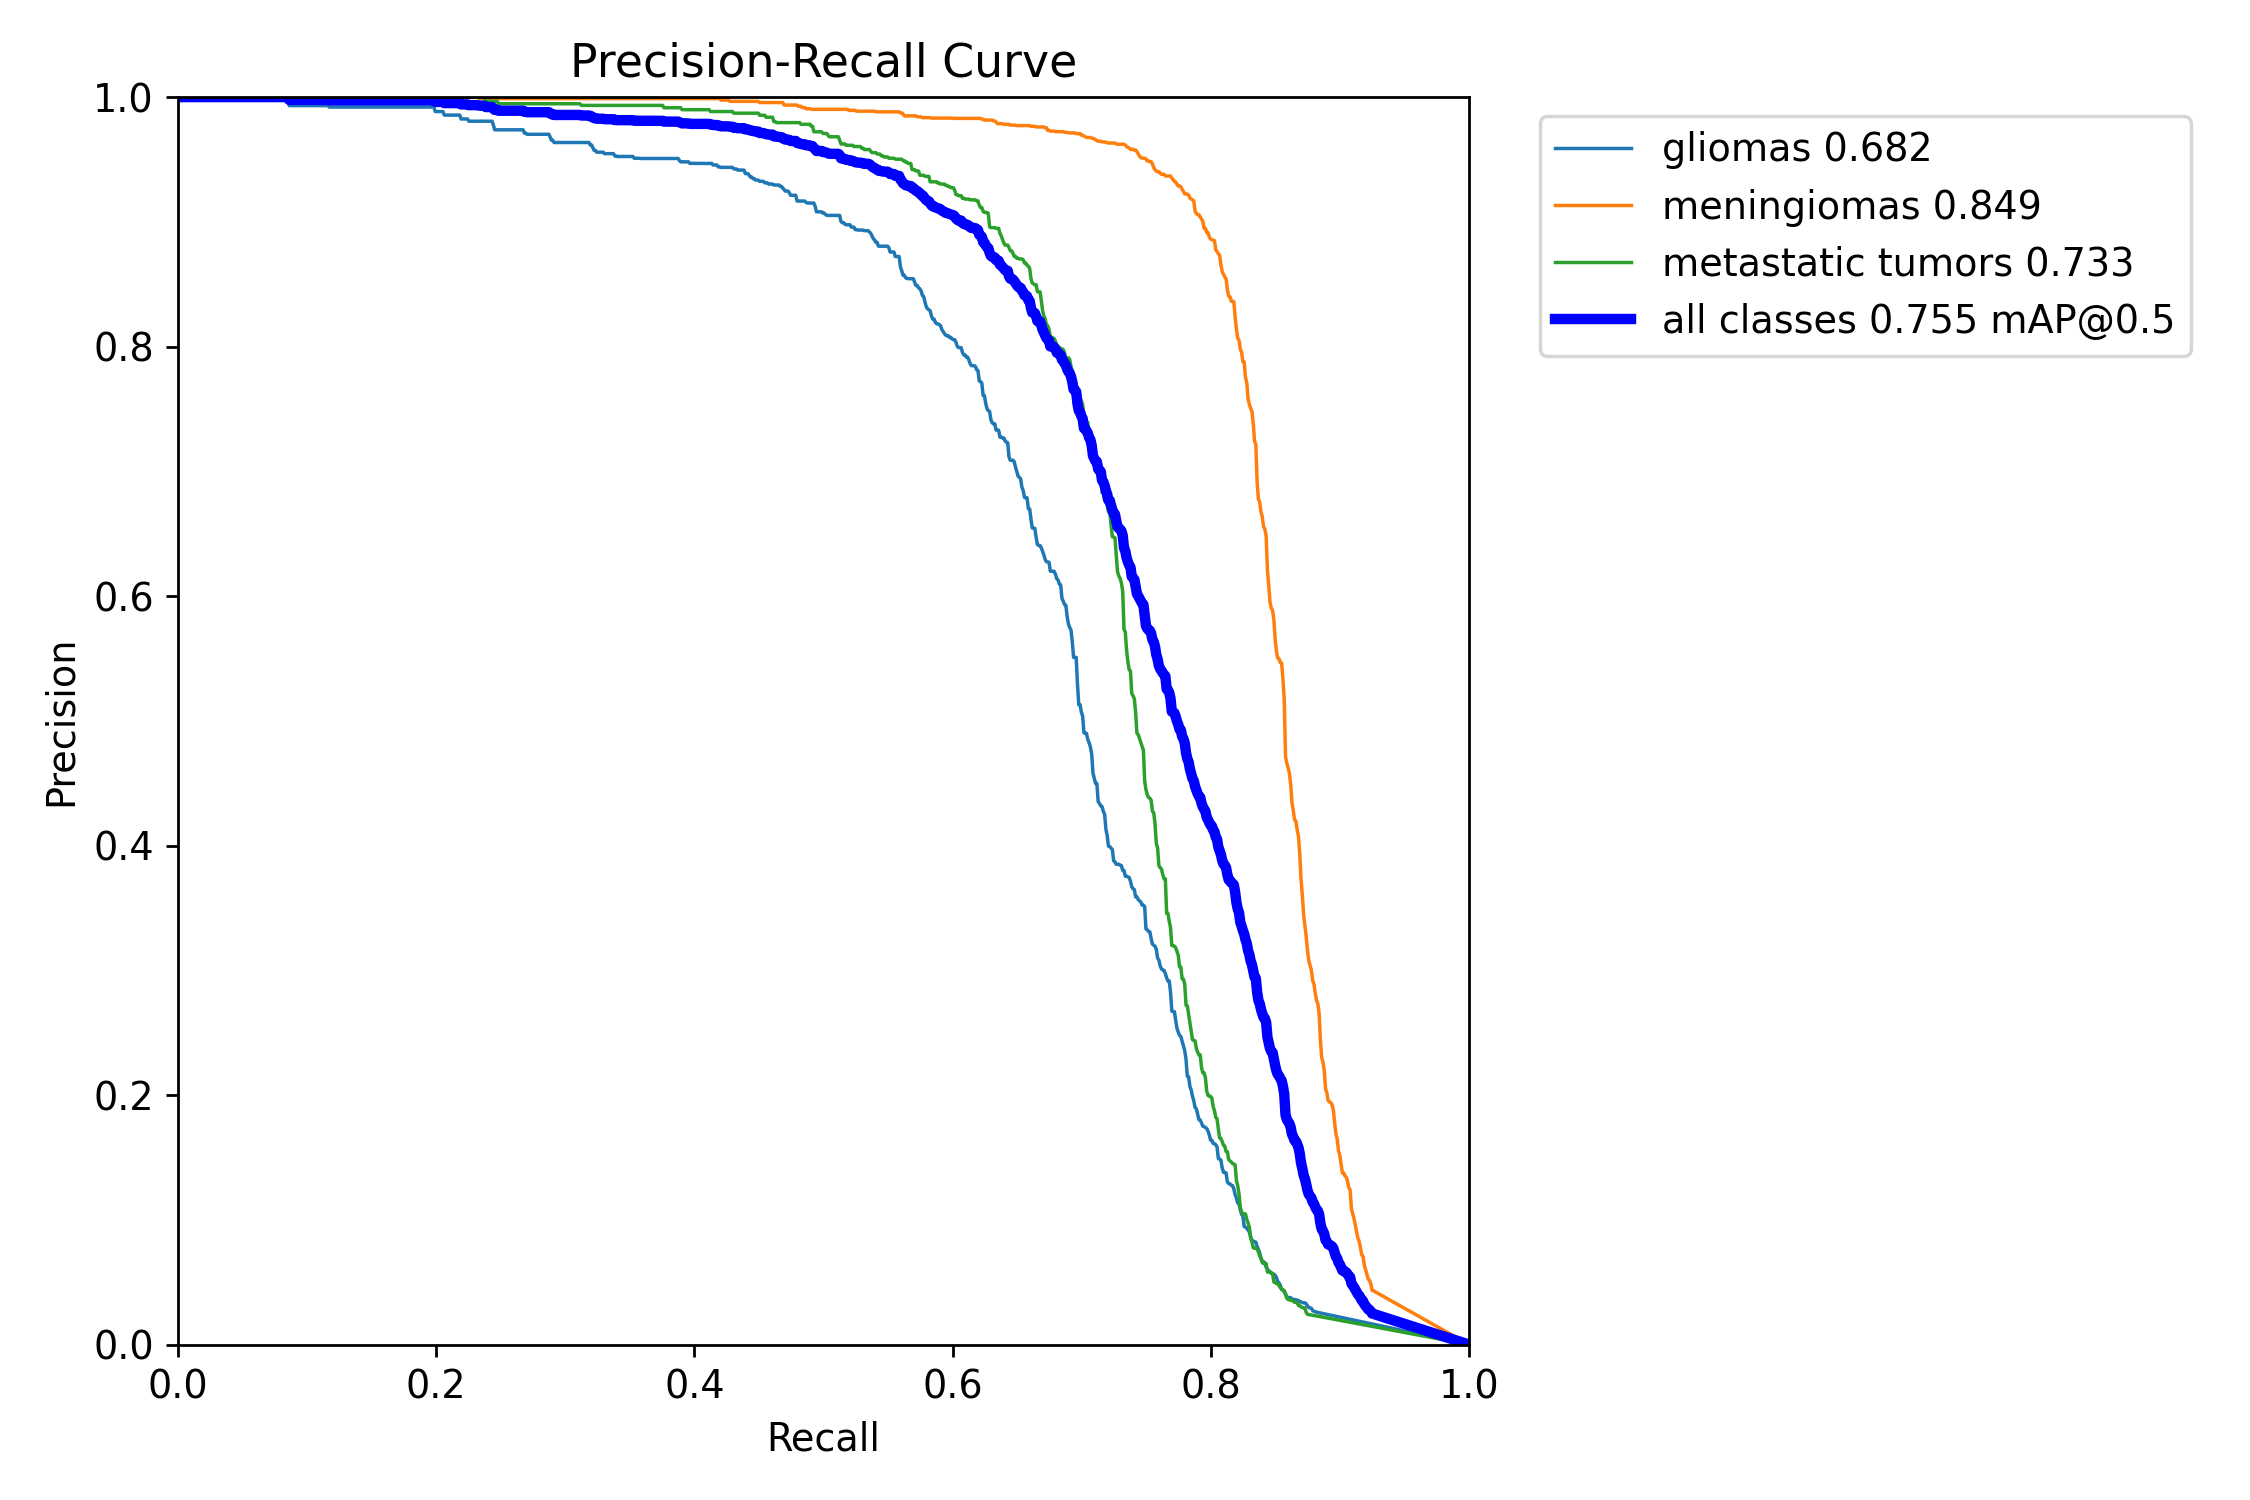 Precision-Recall Curve
gliomas 0.682
meningiomas 0.849
metastatic tumors 0.733
all classes 0.755 mAP@0.5
Precision
1.0
0.8
0.6
0.4
0.2
0.0
0.0 0.2 0.4 0.6 0.8 1.0
Recall